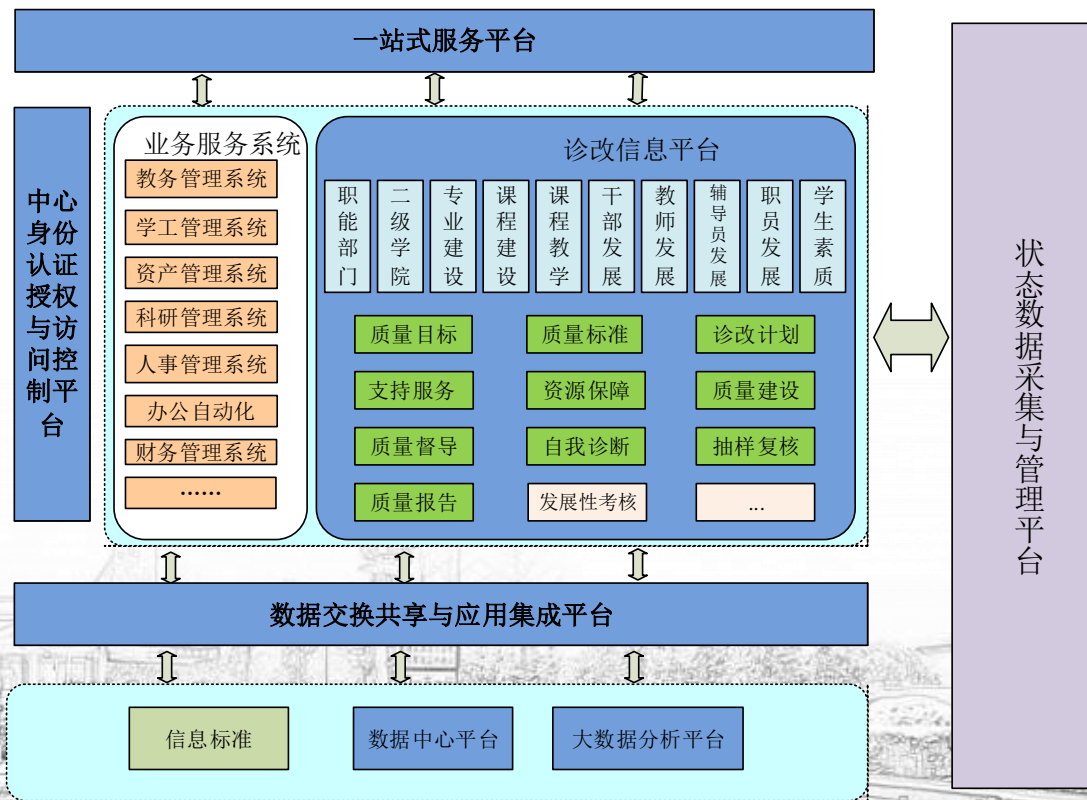 一站式服务平台
中心
身份
认证
授权
与访
问控
制平
台
业务服务系统
教务管理系统
学工管理系统
资产管理系统
科研管理系统
人事管理系统
办公自动化
财务管理系统
......
诊改信息平台
职能部门
二级学院
专业建设
课程建设
课程教学
干部发展
教师发展
辅导员发展
职员发展
学生素质
质量目标
质量标准
诊改计划
支持服务
资源保障
质量建设
质量督导
自我诊断
抽样复核
质量报告
发展性考核
...
状态数据采集与管理平台
数据交换共享与应用集成平台
信息标准
数据中心平台
大数据分析平台